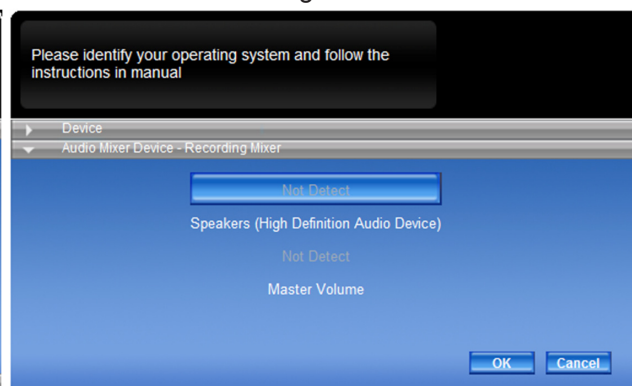 Please identify your operating system and follow the
instructions in manual
Device
Audio Mixer Device - Recording Mixer
Not Detect
Speakers (High Definition Audio Device)
Not Detect
Master Volume
OK Cancel